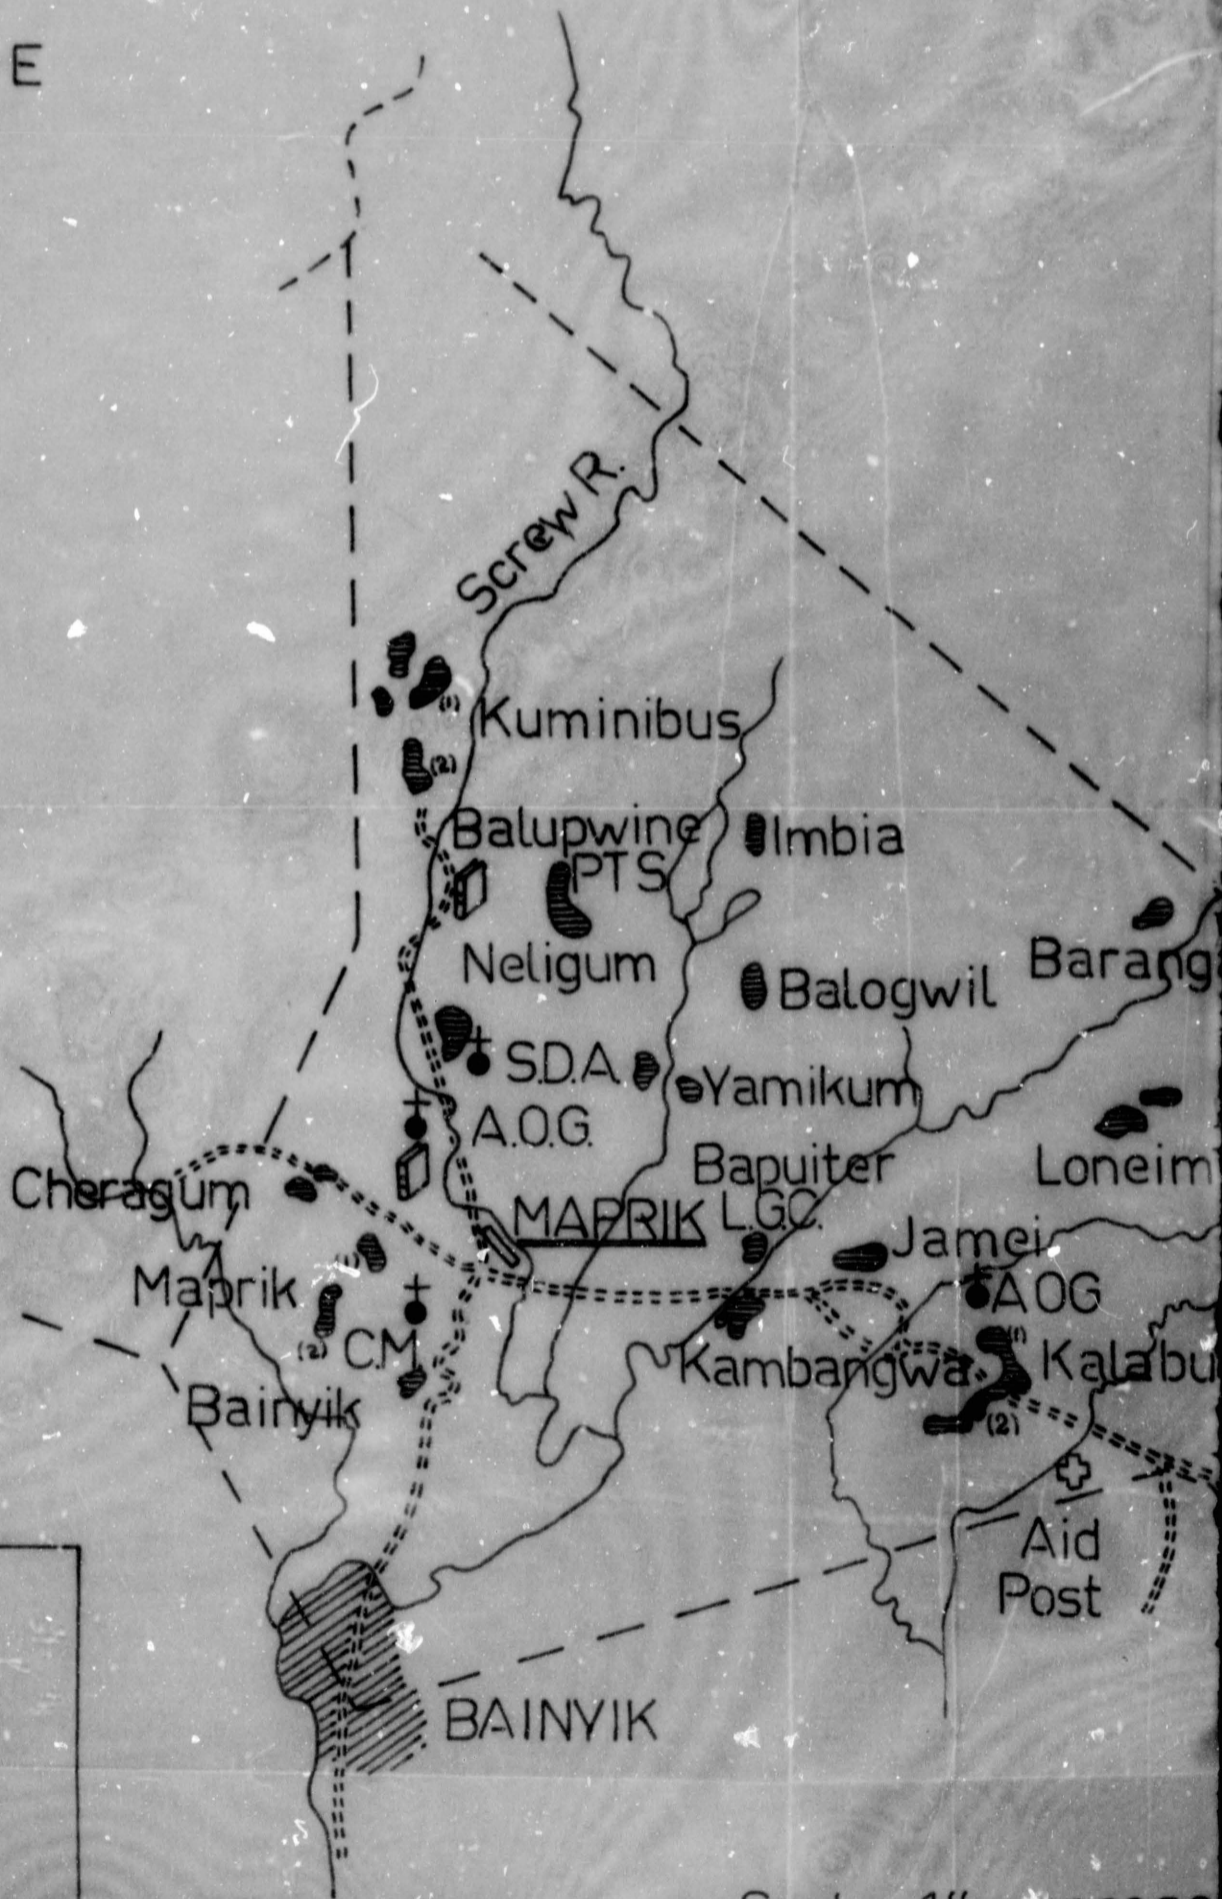 E
Screw R.
(1)
Kuminibus
(2)
Balupwine
PTS
Imbia
Neligum
Barang
Balogwil
S.D.A.
Yamikum
A.O.G.
Bapuiter
Loneim
Cheragum
MAPRIK
L.G.C.
Jamei
(1)
Maprik
A O G
(2)
C.M.
(1)
Kambangwa
Kalabu
Bainyik
(2)
Aid
Post
BAINYIK